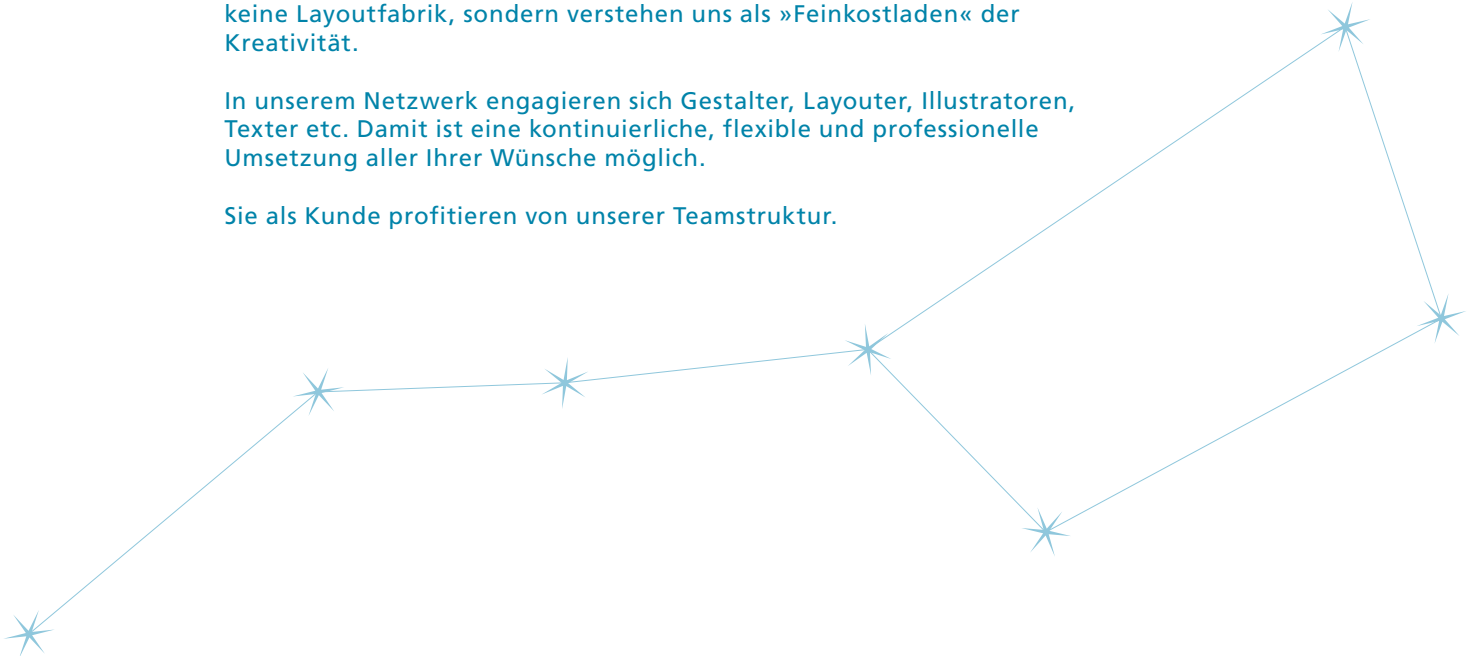 keine Layoutfabrik, sondern verstehen uns als »Feinkostladen« der
Kreativität.
In unserem Netzwerk engagieren sich Gestalter, Layouter, Illustratoren,
Texter etc. Damit ist eine kontinuierliche, flexible und professionelle
Umsetzung aller Ihrer Wünsche möglich.
Sie als Kunde profitieren von unserer Teamstruktur.